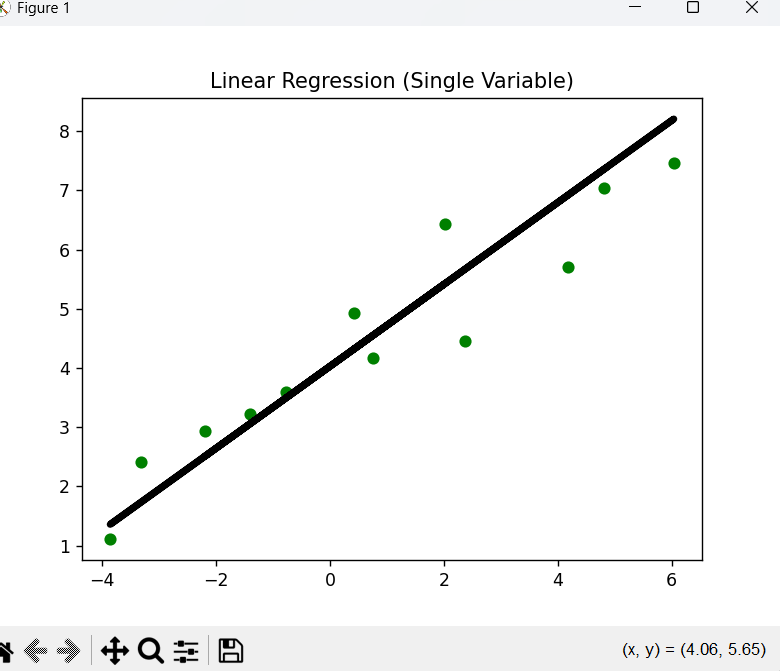 Figure 1
Linear Regression (Single Variable)
8
7
6
5
4
3
2
1
−4 −2 0 2 4 6
(x, y) = (4.06, 5.65)